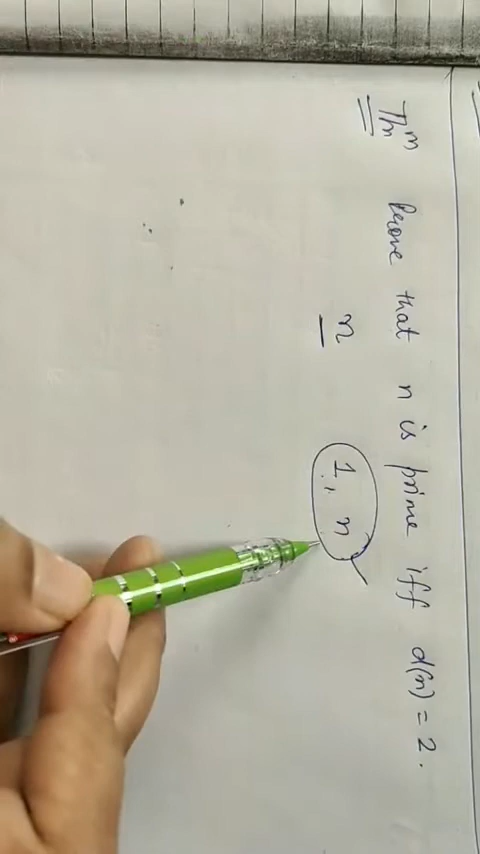 Thm Prove that n is prime iff d(n) = 2.
n 1, n